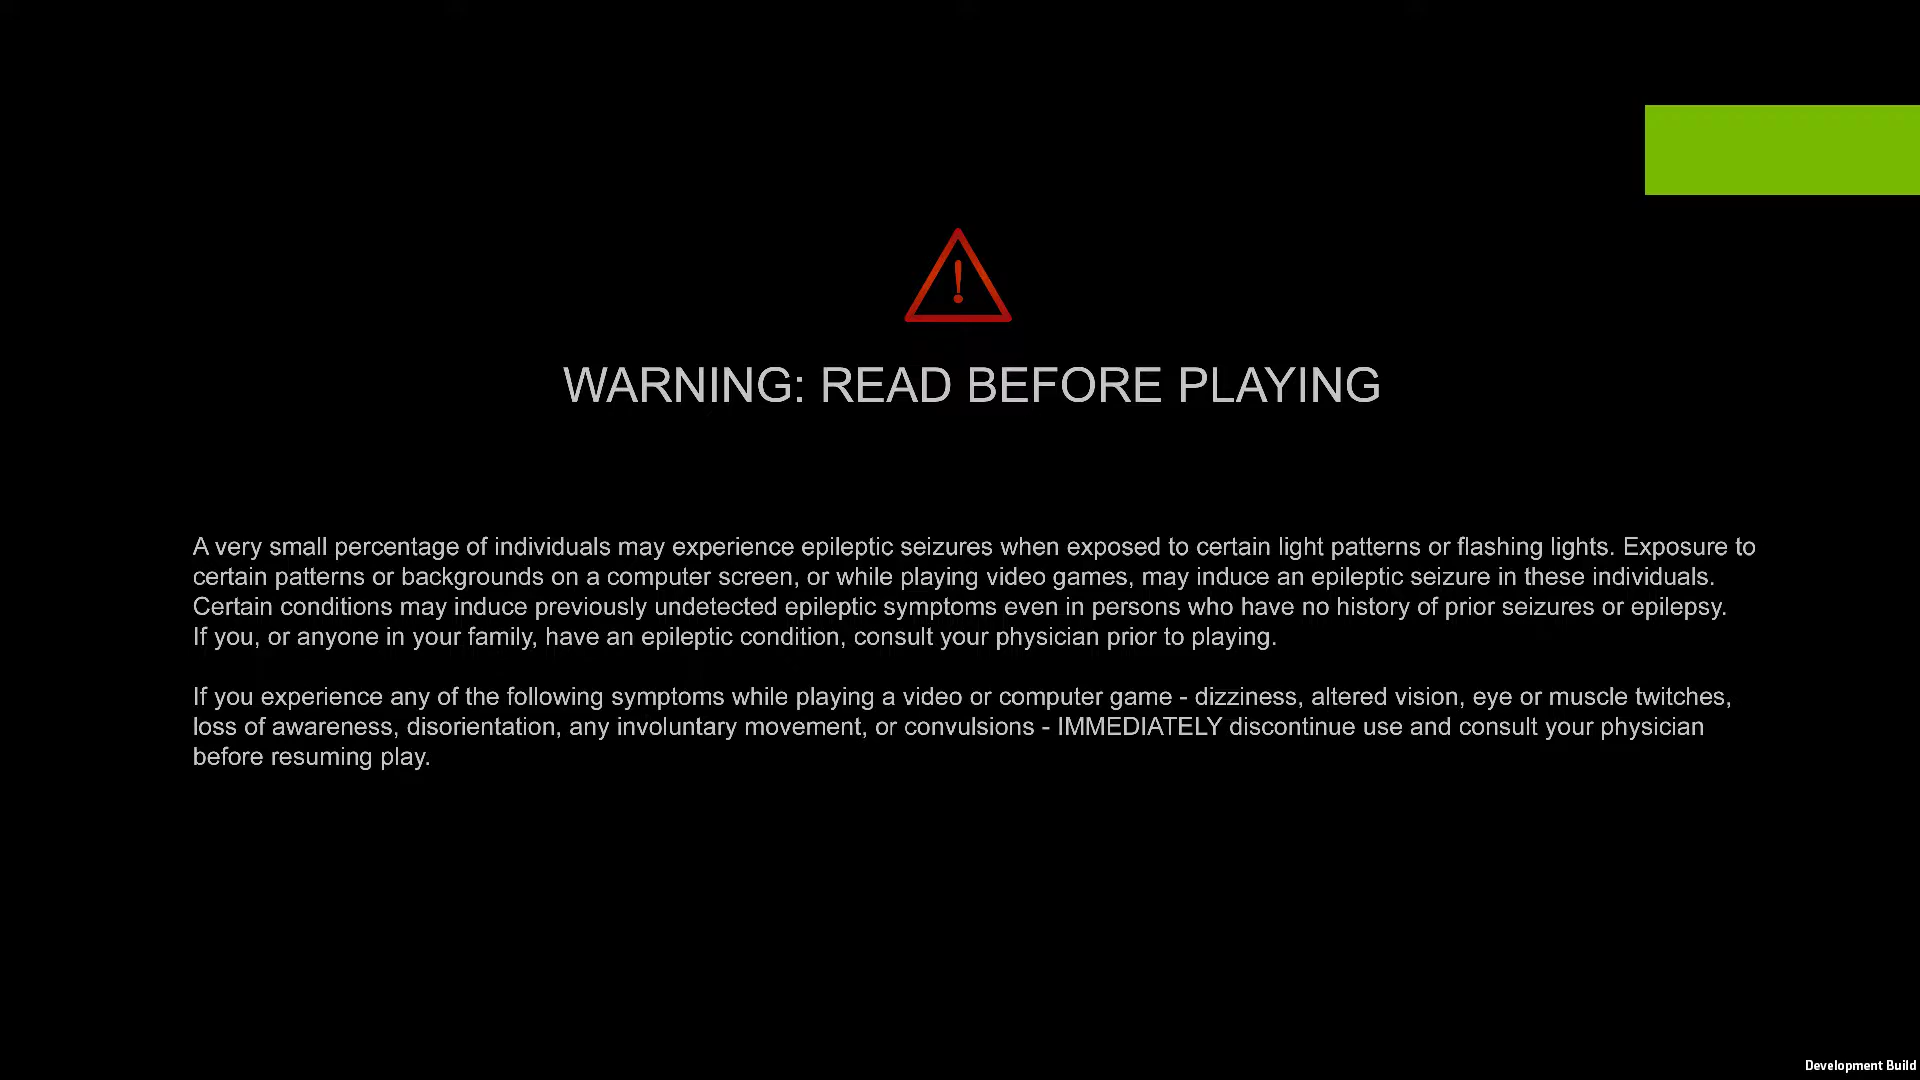 !
WARNING: READ BEFORE PLAYING
A very small percentage of individuals may experience epileptic seizures when exposed to certain light patterns or flashing lights. Exposure to
certain patterns or backgrounds on a computer screen, or while playing video games, may induce an epileptic seizure in these individuals.
Certain conditions may induce previously undetected epileptic symptoms even in persons who have no history of prior seizures or epilepsy.
If you, or anyone in your family, have an epileptic condition, consult your physician prior to playing.
If you experience any of the following symptoms while playing a video or computer game - dizziness, altered vision, eye or muscle twitches,
loss of awareness, disorientation, any involuntary movement, or convulsions - IMMEDIATELY discontinue use and consult your physician
before resuming play.
Development Build